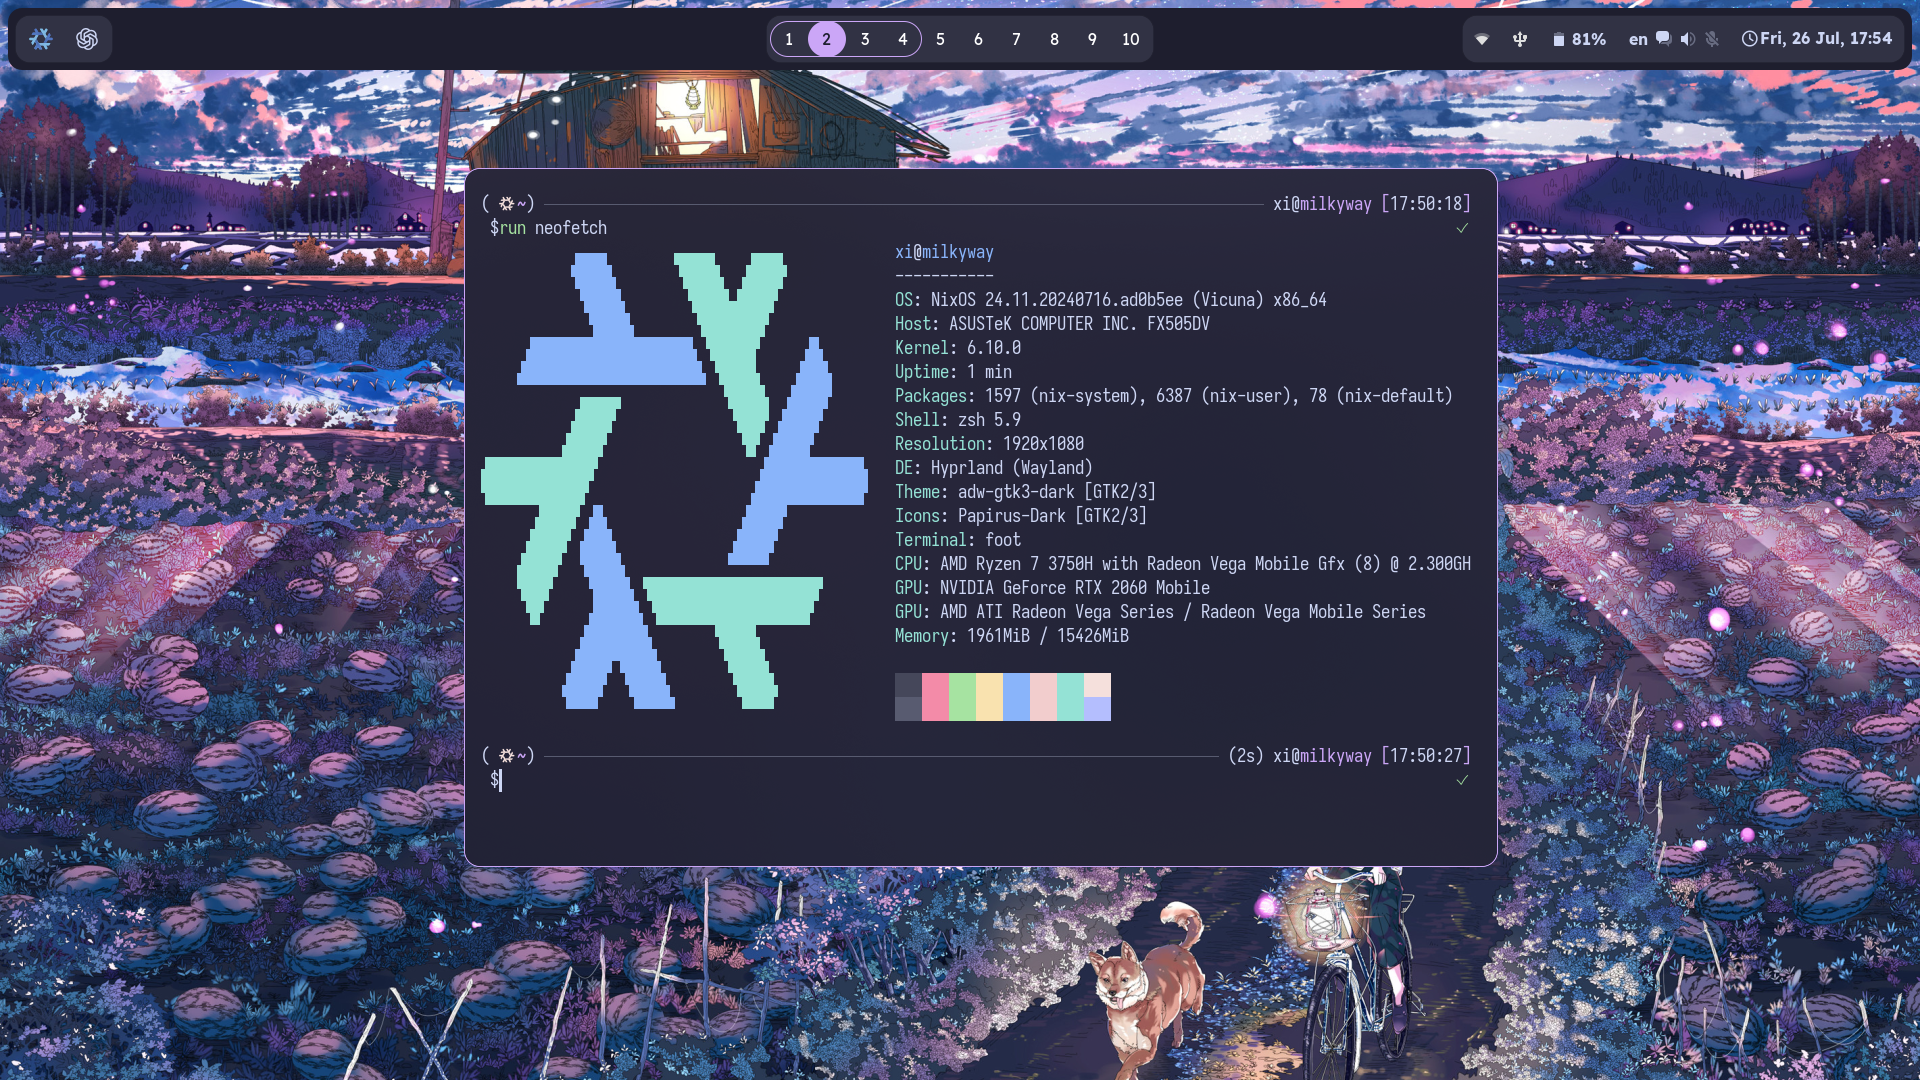 1 2 3 4 5 6 7 8 9 10
81% en Fri, 26 Jul, 17:54
( ~) xi@milkyway [17:50:18]
$run neofetch ✓
xi@milkyway
-----------
OS: NixOS 24.11.20240716.ad0b5ee (Vicuna) x86_64
Host: ASUSTeK COMPUTER INC. FX505DV
Kernel: 6.10.0
Uptime: 1 min
Packages: 1597 (nix-system), 6387 (nix-user), 78 (nix-default)
Shell: zsh 5.9
Resolution: 1920x1080
DE: Hyprland (Wayland)
Theme: adw-gtk3-dark [GTK2/3]
Icons: Papirus-Dark [GTK2/3]
Terminal: foot
CPU: AMD Ryzen 7 3750H with Radeon Vega Mobile Gfx (8) @ 2.300GH
GPU: NVIDIA GeForce RTX 2060 Mobile
GPU: AMD ATI Radeon Vega Series / Radeon Vega Mobile Series
Memory: 1961MiB / 15426MiB
( ~) (2s) xi@milkyway [17:50:27]
$ ✓